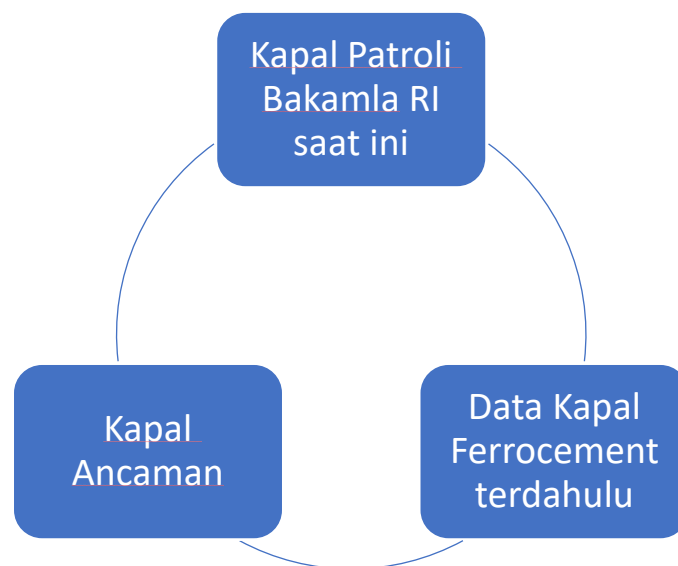 Kapal Patroli
Bakamla RI
saat ini
Kapal
Ancaman
Data Kapal
Ferrocement
terdahulu